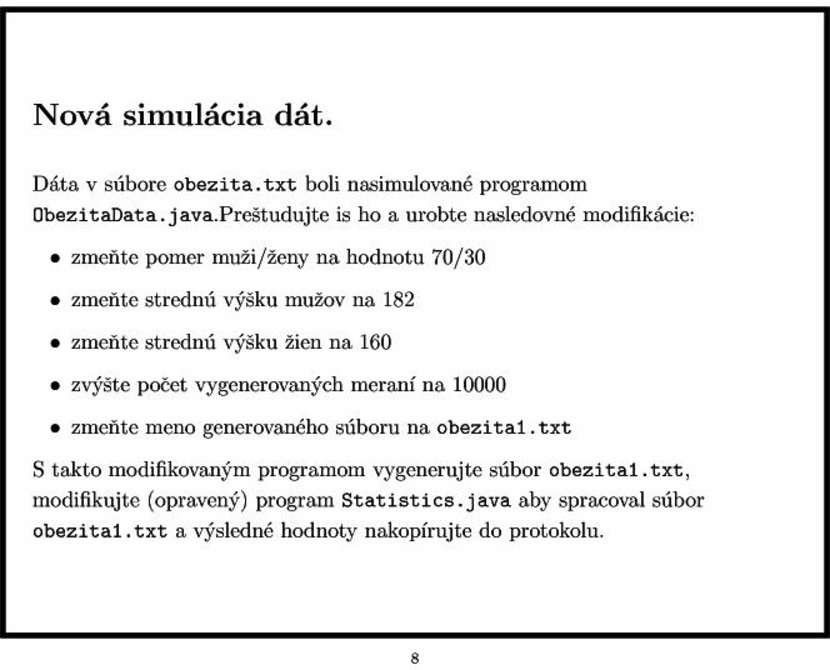 Nová simulácia dát.
Dáta v súbore obezita.txt boli nasimulované programom
ObezitaData.java.Preštudujte is ho a urobte nasledovné modifikácie:
• zmeňte pomer muži/ženy na hodnotu 70/30
• zmeňte strednú výšku mužov na 182
• zmeňte strednú výšku žien na 160
• zvýšte počet vygenerovaných meraní na 10000
• zmeňte meno generovaného súboru na obezita1.txt
S takto modifikovaným programom vygenerujte súbor obezita1.txt,
modifikujte (opravený) program Statistics.java aby spracoval súbor
obezita1.txt a výsledné hodnoty nakopírujte do protokolu.
8